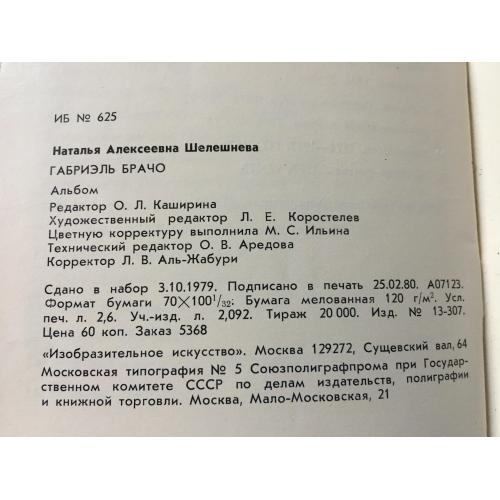 ИБ № 625
Наталья Алексеевна Шелешнева
ГАБРИЭЛЬ БРАЧО
Альбом
Редактор О. Л. Каширина
Художественный редактор Л. Е. Коростелев
Цветную корректуру выполнила М. С. Ильина
Технический редактор О. В. Аредова
Корректор Л. В. Аль-Жабури
Сдано в набор 3.10.1979. Подписано в печать 25.02.80. А07123.
Формат бумаги 70×100¹/₃₂. Бумага мелованная 120 г/м². Усл.
печ. л. 2,6. Уч.-изд. л. 2,092. Тираж 20 000. Изд. № 13-307.
Цена 60 коп. Заказ 5368
«Изобразительное искусство». Москва 129272, Сущевский вал, 64
Московская типография № 5 Союзполиграфпрома при Государ-
ственном комитете СССР по делам издательств, полиграфии
и книжной торговли. Москва, Мало-Московская, 21